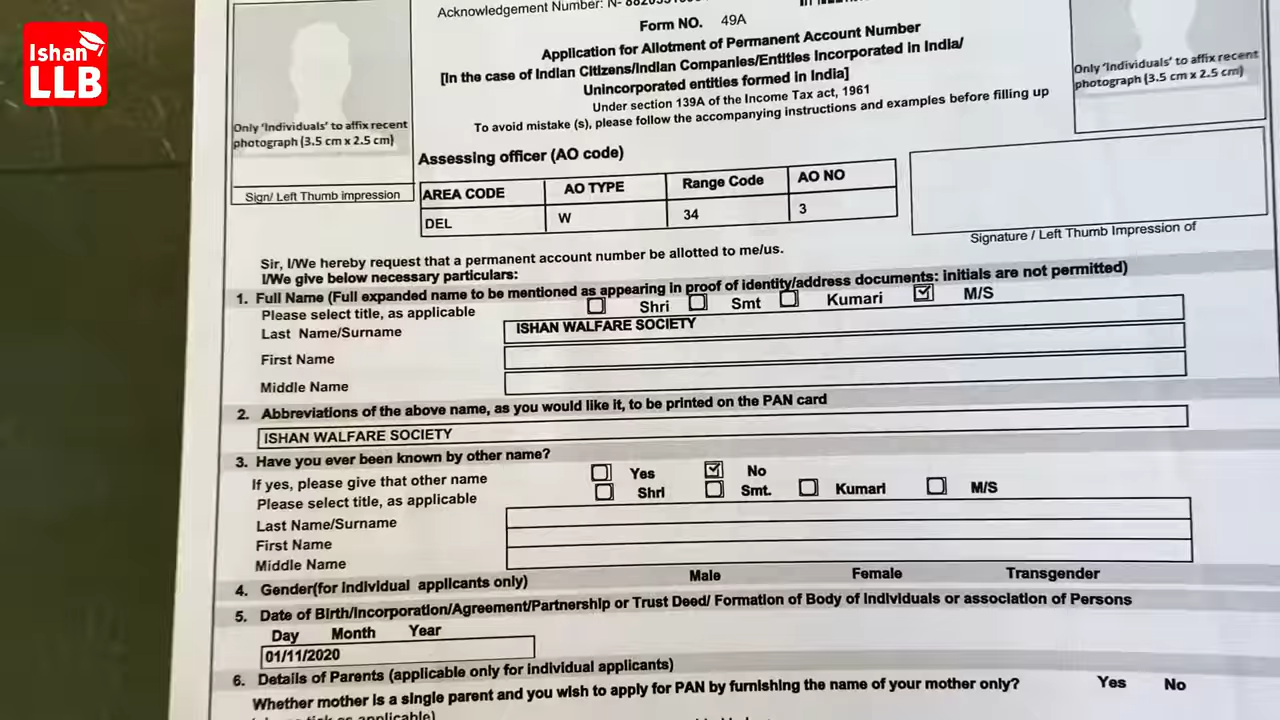 Ishan
LLB
Acknowledgement Number: N-
Form NO. 49A
Application for Allotment of Permanent Account Number
[In the case of Indian Citizens/Indian Companies/Entities Incorporated in India/
Unincorporated entities formed in India]
Under section 139A of the Income Tax act, 1961
To avoid mistake (s), please follow the accompanying instructions and examples before filling up
Only 'Individuals' to affix recent
photograph (3.5 cm x 2.5 cm)
Sign/ Left Thumb impression
Only 'Individuals' to affix recent
photograph (3.5 cm x 2.5 cm)
Assessing officer (AO code)
AREA CODE AO TYPE Range Code AO NO
DEL W 34 3
Signature / Left Thumb Impression of
Sir, I/We hereby request that a permanent account number be allotted to me/us.
I/We give below necessary particulars:
1. Full Name (Full expanded name to be mentioned as appearing in proof of identity/address documents: initials are not permitted)
Please select title, as applicable Shri Smt Kumari M/S
Last Name/Surname ISHAN WELFARE SOCIETY
First Name
Middle Name
2. Abbreviations of the above name, as you would like it, to be printed on the PAN card
ISHAN WALFARE SOCIETY
3. Have you ever been known by other name?
If yes, please give that other name Yes No
Please select title, as applicable Shri Smt. Kumari M/S
Last Name/Surname
First Name
Middle Name
4. Gender(for individual applicants only) Male Female Transgender
5. Date of Birth/Incorporation/Agreement/Partnership or Trust Deed/ Formation of Body of individuals or association of Persons
Day Month Year
01/11/2020
6. Details of Parents (applicable only for individual applicants)
Whether mother is a single parent and you wish to apply for PAN by furnishing the name of your mother only? Yes No
as applicable)